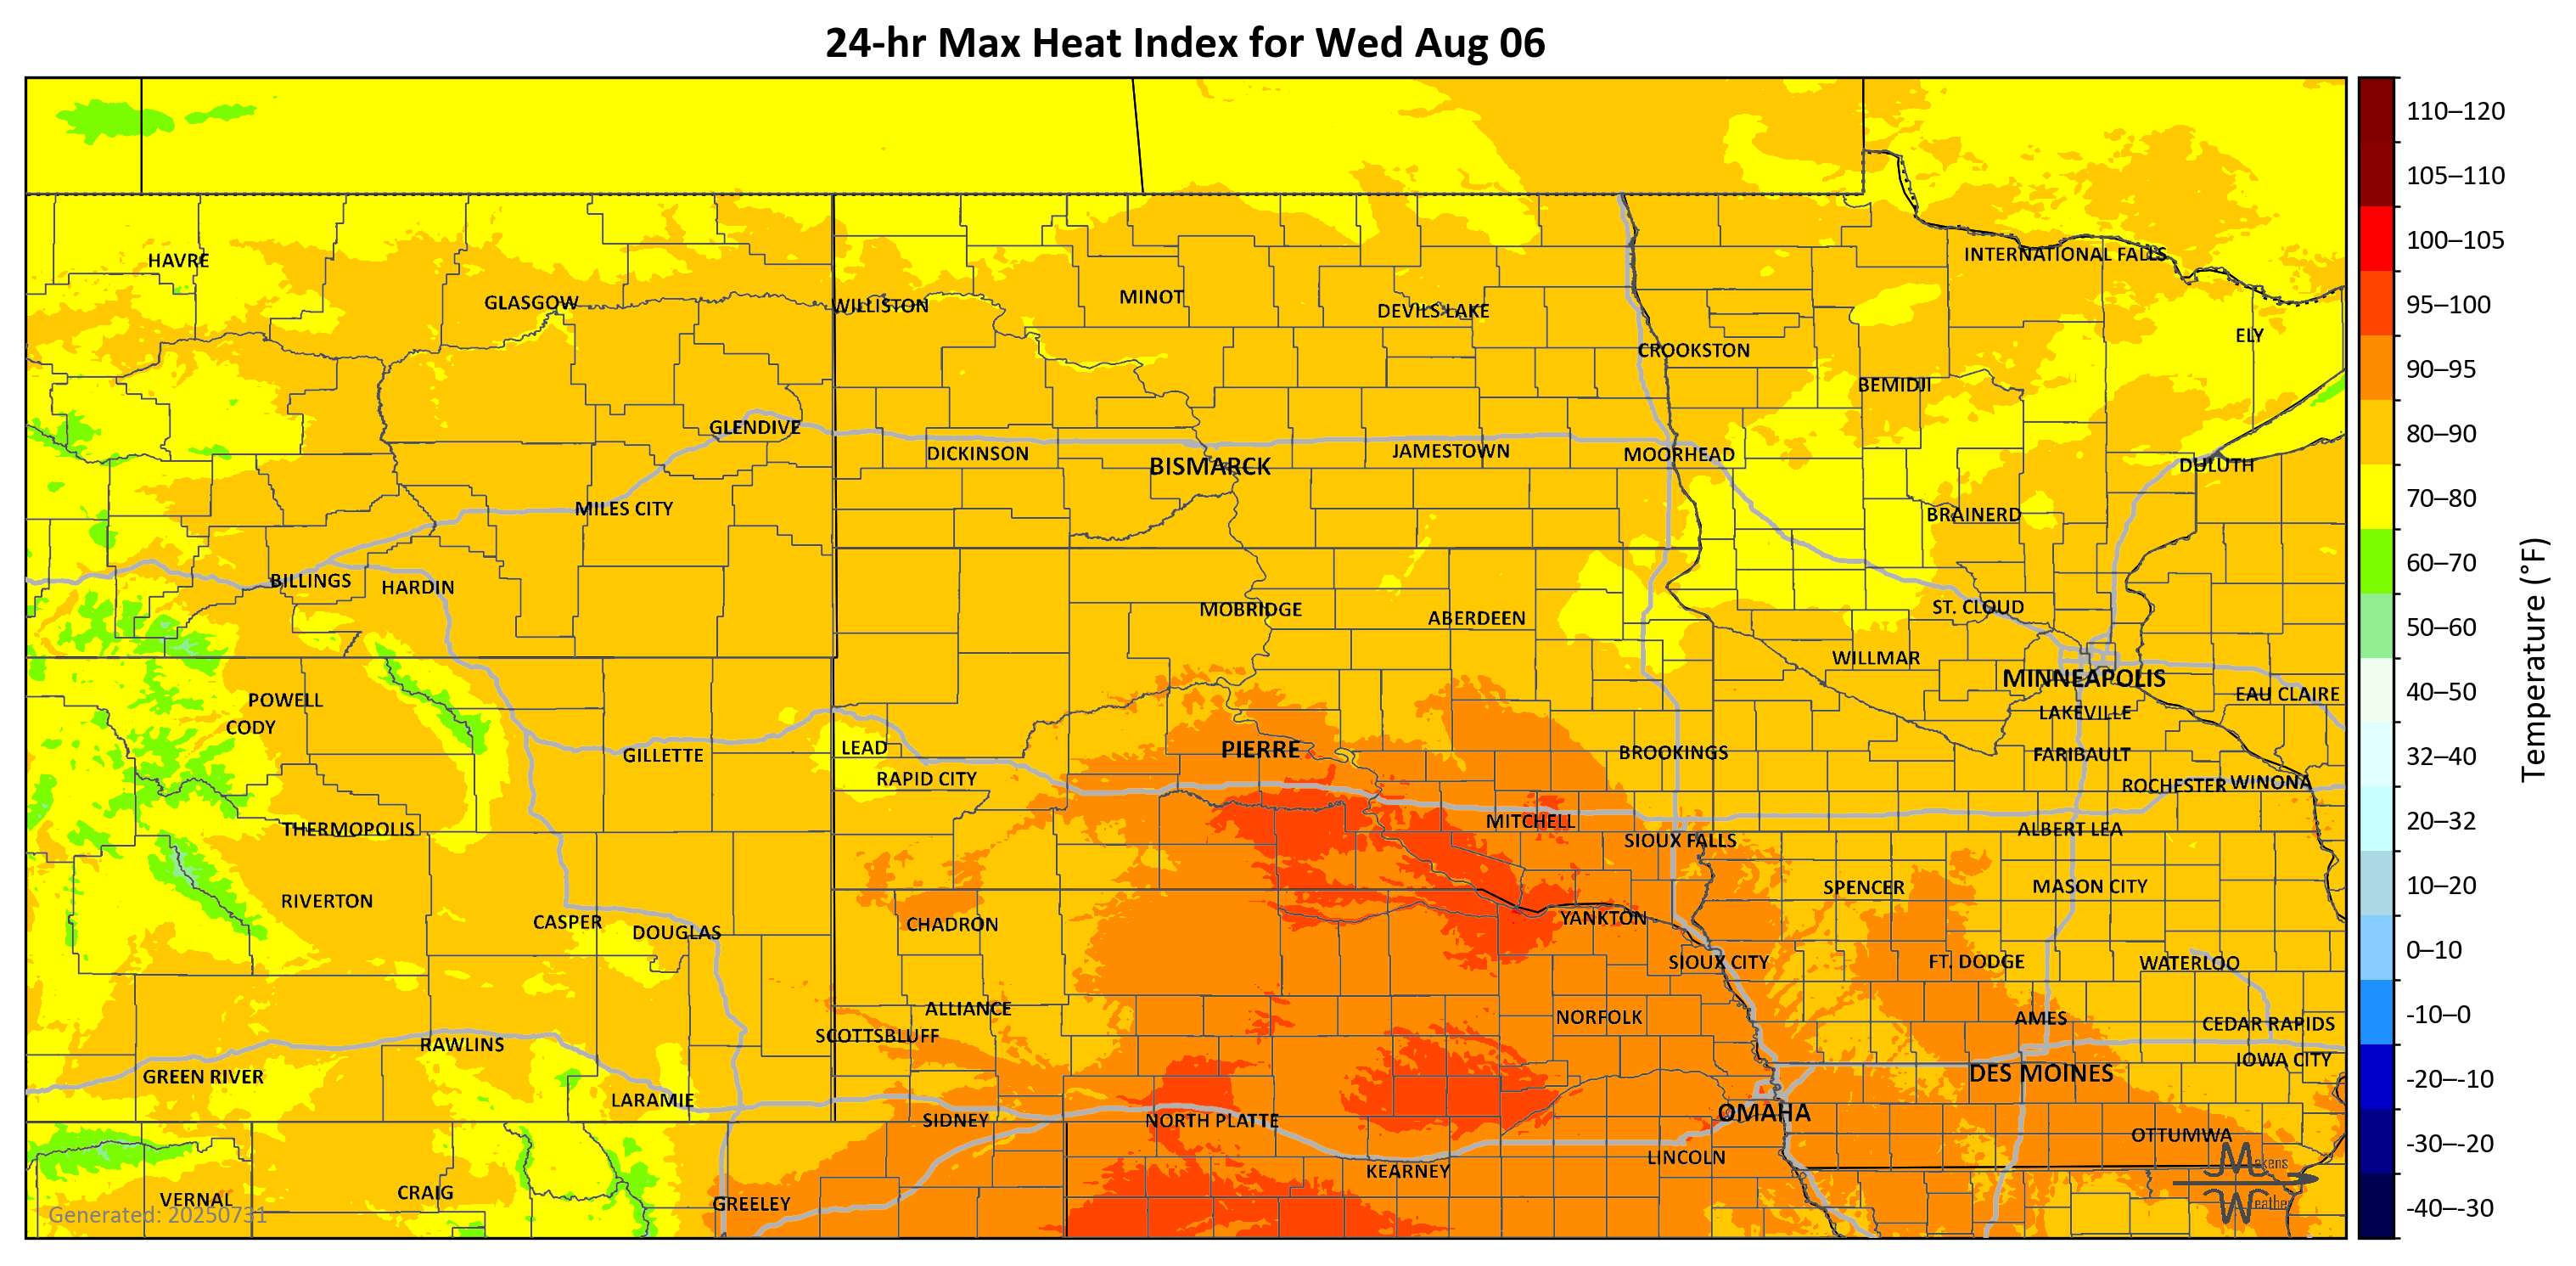 24-hr Max Heat Index for Wed Aug 06
110–120
105–110
100–105
95–100
90–95
80–90
70–80
60–70
50–60
40–50
32–40
20–32
10–20
0–10
-10–0
-20–-10
-30–-20
-40–-30
Temperature (°F)
HAVRE
INTERNATIONAL FALLS
GLASGOW
WILLISTON
MINOT
DEVILS LAKE
ELY
CROOKSTON
BEMIDJI
GLENDIVE
DICKINSON
BISMARCK
JAMESTOWN
MOORHEAD
DULUTH
MILES CITY
BRAINERD
BILLINGS
HARDIN
MOBRIDGE
ABERDEEN
ST. CLOUD
WILLMAR
MINNEAPOLIS
EAU CLAIRE
POWELL
CODY
LAKEVILLE
GILLETTE
LEAD
PIERRE
BROOKINGS
FARIBAULT
RAPID CITY
ROCHESTER
WINONA
THERMOPOLIS
MITCHELL
SIOUX FALLS
ALBERT LEA
RIVERTON
SPENCER
MASON CITY
CASPER
DOUGLAS
CHADRON
YANKTON
SIOUX CITY
FT. DODGE
WATERLOO
ALLIANCE
NORFOLK
AMES
CEDAR RAPIDS
SCOTTSBLUFF
RAWLINS
IOWA CITY
GREEN RIVER
DES MOINES
LARAMIE
SIDNEY
NORTH PLATTE
OMAHA
OTTUMWA
LINCOLN
KEARNEY
VERNAL
CRAIG
GREELEY
Makens
Weather
Generated: 20250731